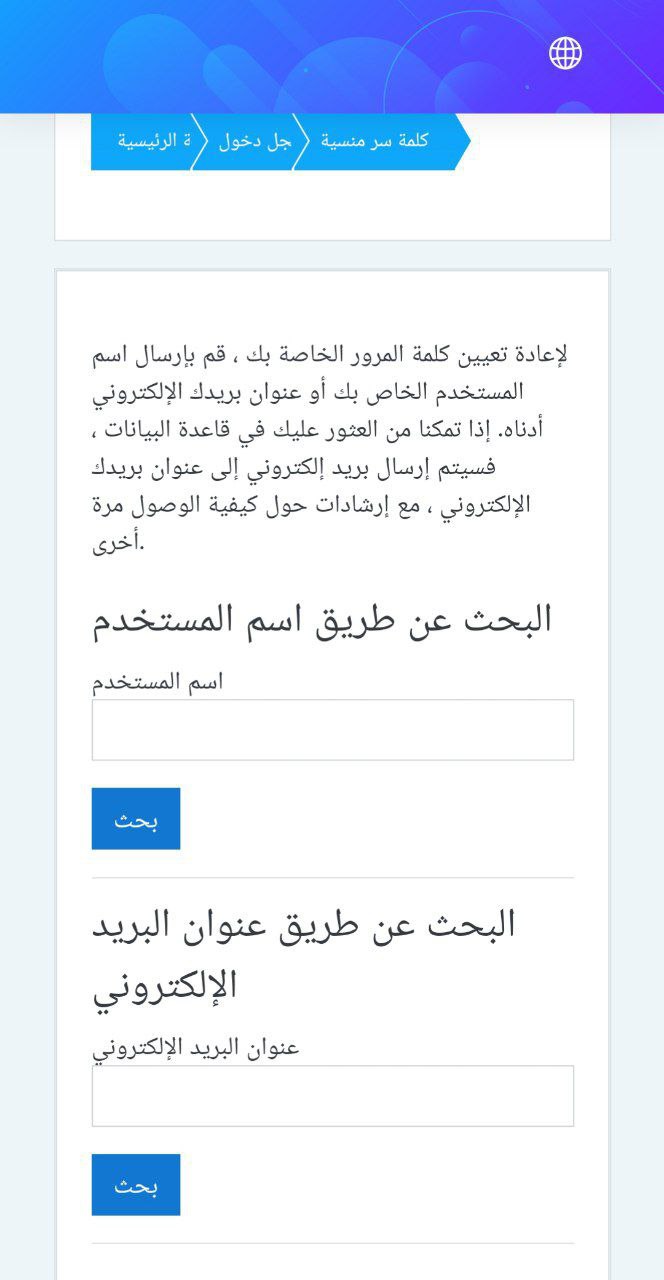 ة الرئيسية
جل دخول
كلمة سر منسية
لإعادة تعيين كلمة المرور الخاصة بك ، قم بإرسال اسم
المستخدم الخاص بك أو عنوان بريدك الإلكتروني
أدناه. إذا تمكنا من العثور عليك في قاعدة البيانات ،
فسيتم إرسال بريد إلكتروني إلى عنوان بريدك
الإلكتروني ، مع إرشادات حول كيفية الوصول مرة
أخرى.
البحث عن طريق اسم المستخدم
اسم المستخدم
بحث
البحث عن طريق عنوان البريد
الإلكتروني
عنوان البريد الإلكتروني
بحث